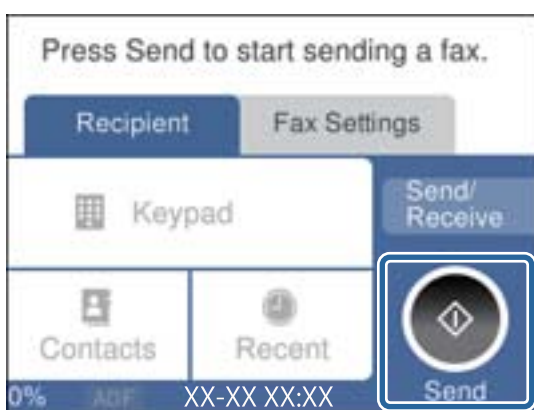 Press Send to start sending a fax.
Recipient
Fax Settings
Keypad
Send/
Receive
Contacts
Recent
0%
ADF
XX-XX XX:XX
Send